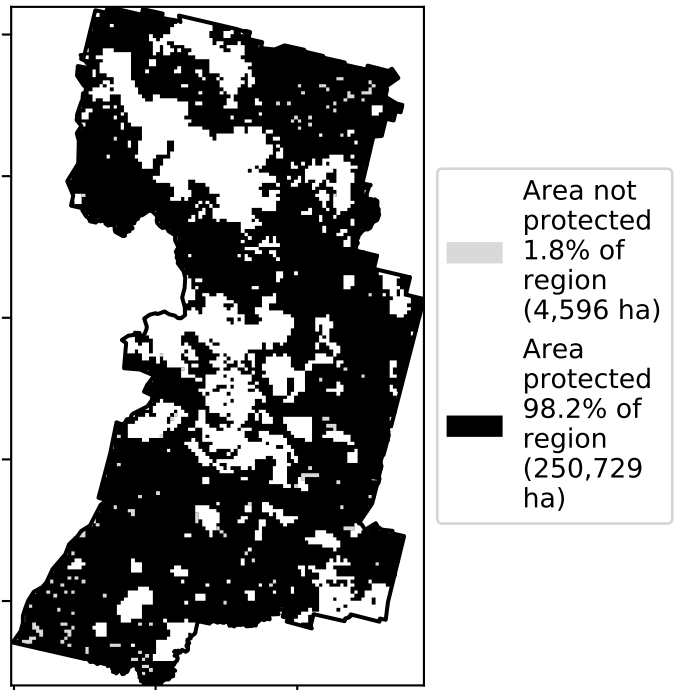 Area not
protected
1.8% of
region
(4,596 ha)
Area
protected
98.2% of
region
(250,729
ha)